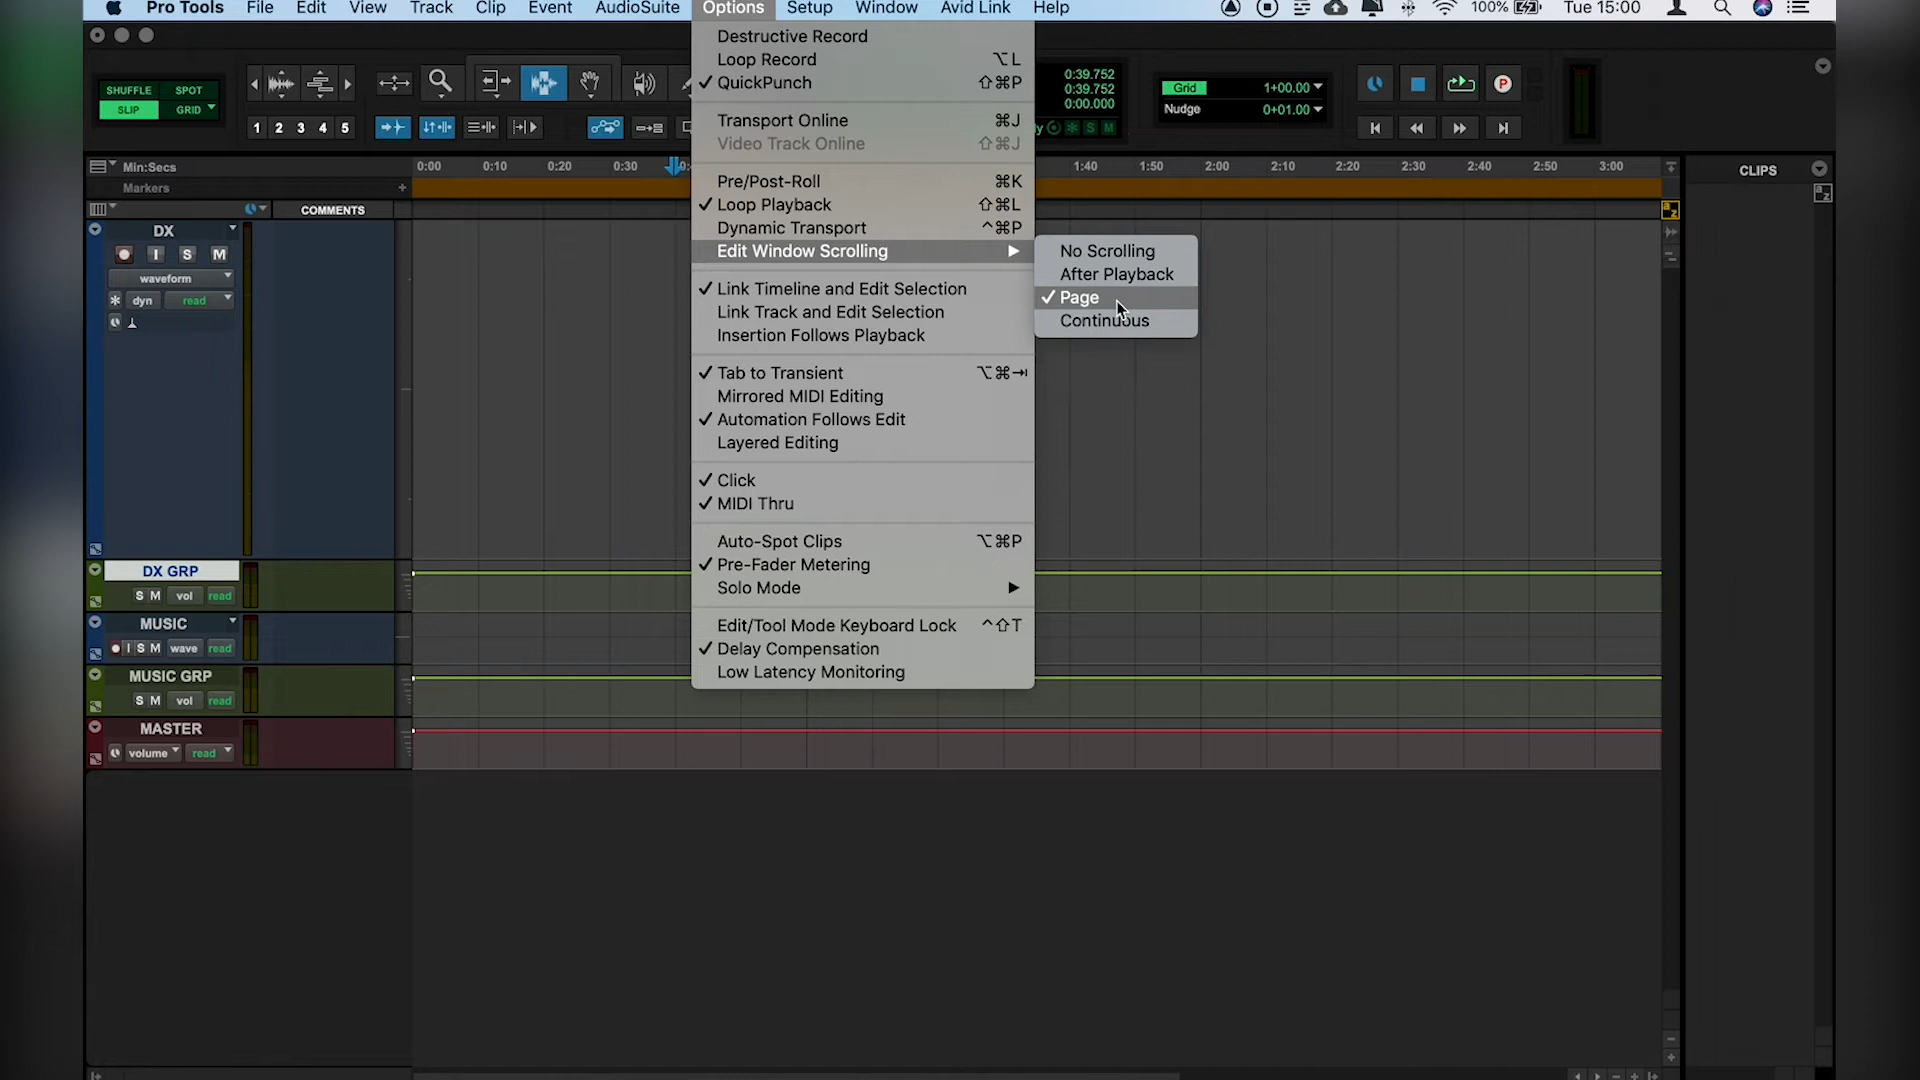 Pro Tools File Edit View Track Clip Event AudioSuite Options Setup Window Avid Link Help 100% Tue 15:00
Destructive Record
Loop Record ⌥L
✓ QuickPunch ⇧⌘P
Transport Online ⌘J
Video Track Online ⇧⌘J
Pre/Post-Roll ⌘K
✓ Loop Playback ⇧⌘L
Dynamic Transport ^⌘P
Edit Window Scrolling ▶
✓ Link Timeline and Edit Selection
Link Track and Edit Selection
Insertion Follows Playback
✓ Tab to Transient ⌥⌘⇥
Mirrored MIDI Editing
✓ Automation Follows Edit
Layered Editing
✓ Click
✓ MIDI Thru
Auto-Spot Clips ⌥⌘P
✓ Pre-Fader Metering
Solo Mode ▶
Edit/Tool Mode Keyboard Lock ^⇧T
✓ Delay Compensation
Low Latency Monitoring
No Scrolling
After Playback
✓ Page
Continuous
SHUFFLE SPOT
SLIP GRID
1 2 3 4 5
0:39.752
0:39.752
0:00.000
S M
Grid 1+00.00
Nudge 0+01.00
P
Min:Secs 0:00 0:10 0:20 0:30 1:40 1:50 2:00 2:10 2:20 2:30 2:40 2:50 3:00
Markers +
COMMENTS
CLIPS
a z
a z
DX
I S M
waveform
dyn read
DX GRP
S M vol read
MUSIC
I S M wave read
MUSIC GRP
S M vol read
MASTER
volume read